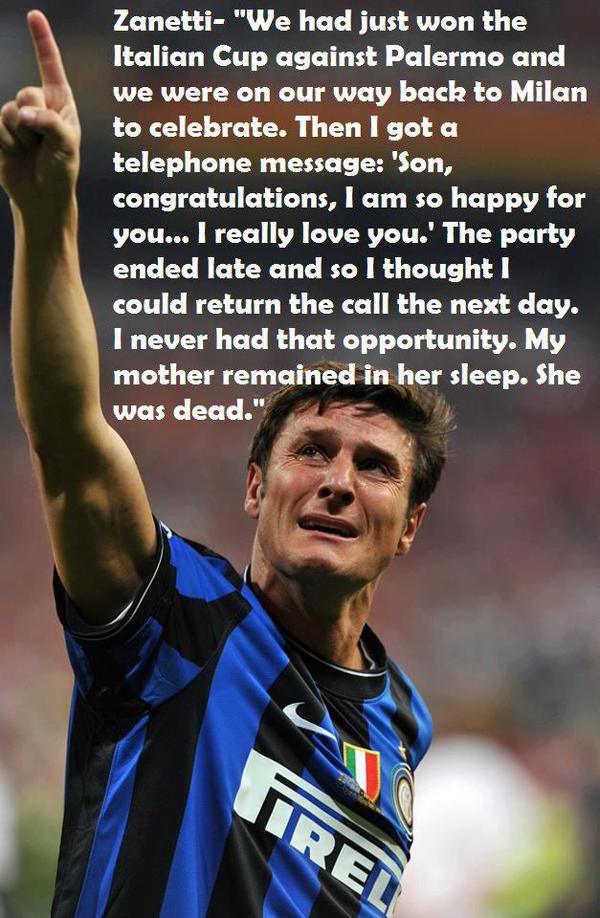 Zanetti- "We had just won the
Italian Cup against Palermo and
we were on our way back to Milan
to celebrate. Then I got a
telephone message: 'Son,
congratulations, I am so happy for
you... I really love you.' The party
ended late and so I thought I
could return the call the next day.
I never had that opportunity. My
mother remained in her sleep. She
was dead."
PIRELL